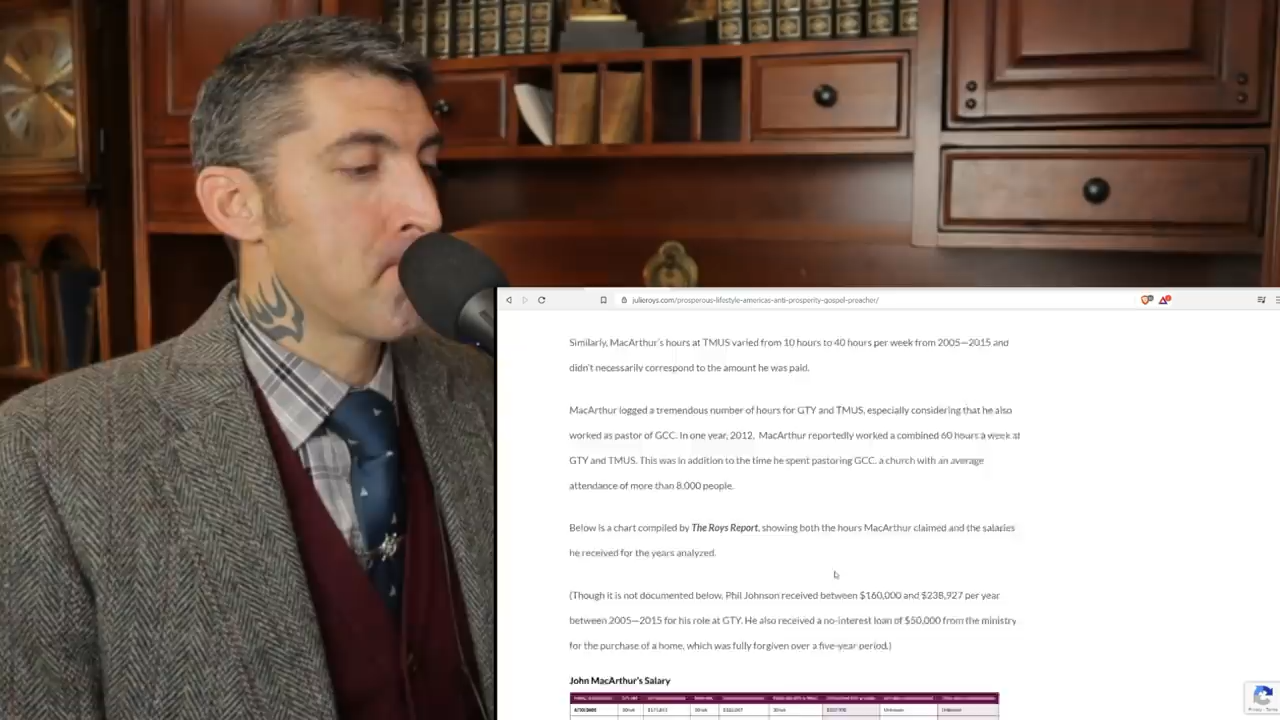 julieroys.com/prosperous-lifestyle-americas-anti-prosperity-gospel-preacher/
Similarly, MacArthur's hours at TMUS varied from 10 hours to 40 hours per week from 2005—2015 and
didn't necessarily correspond to the amount he was paid.
MacArthur logged a tremendous number of hours for GTY and TMUS, especially considering that he also
worked as pastor of GCC. In one year, 2012, MacArthur reportedly worked a combined 60 hours a week at
GTY and TMUS. This was in addition to the time he spent pastoring GCC, a church with an average
attendance of more than 8,000 people.
Below is a chart compiled by The Roys Report, showing both the hours MacArthur claimed and the salaries
he received for the years analyzed.
(Though it is not documented below, Phil Johnson received between $160,000 and $238,927 per year
between 2005—2015 for his role at GTY. He also received a no-interest loan of $50,000 from the ministry
for the purchase of a home, which was fully forgiven over a five-year period.)
John MacArthur's Salary